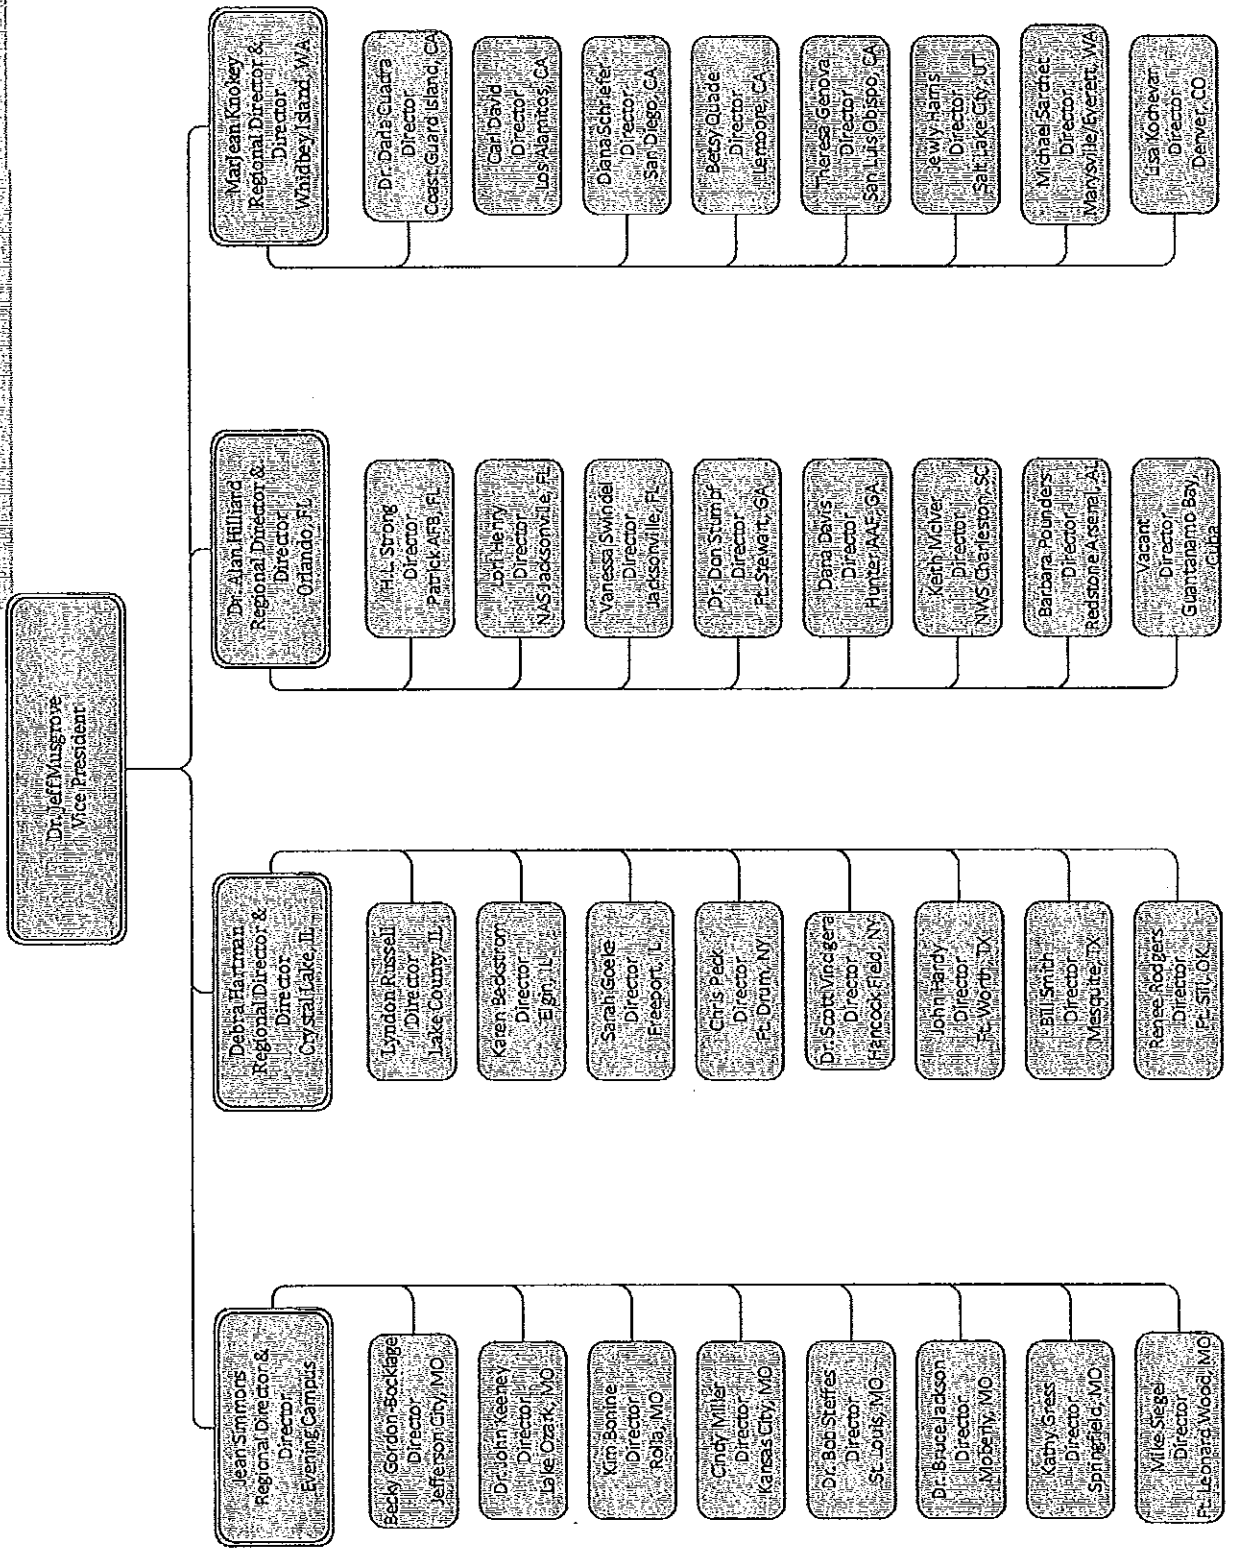 Dr. Jeff Musgrove
Vice President
Jean Simmons
Regional Director &
Director
Evening Campus
Becky Gordon-Bocklage
Director
Jefferson City, MO
Dr. John Keeney
Director
Lake Ozark, MO
Kim Bonine
Director
Rolla, MO
Cindy Miller
Director
Kansas City, MO
Dr. Bob Steffes
Director
St. Louis, MO
Dr. Bruce Jackson
Director
Moberly, MO
Kathy Gress
Director
Springfield, MO
Mike Siegel
Director
Ft. Leonard Wood, MO
Debra Hartman
Regional Director &
Director
Crystal Lake, IL
Lyndon Russell
Director
Lake County, IL
Karen Beckstrom
Director
Elgin, IL
Sarah Goeke
Director
Freeport, IL
Chris Peck
Director
Ft. Drum, NY
Dr. Scott Vindgera
Director
Hancock Field, NY
John Hardy
Director
Ft. Worth, TX
Bill Smith
Director
Mesquite, TX
Renee Rodgers
Director
Ft. Sill, OK
Dr. Alan Hilliard
Regional Director &
Director
Orlando, FL
H.L. Strong
Director
Patrick AFB, FL
Lori Henry
Director
NAS Jacksonville, FL
Vanessa Swindel
Director
Jacksonville, FL
Dr. Don Stumpf
Director
Ft. Stewart, GA
Dana Davis
Director
Hunter AAF, GA
Keith McIver
Director
NWS Charleston, SC
Barbara Pounders
Director
Redstone Arsenal, AL
Vacant
Director
Guantanamo Bay,
Cuba
Marjean Knokey
Regional Director &
Director
Whidbey Island, WA
Dr. Dada Cuadra
Director
Coast Guard Island, CA
Carl David
Director
Los Alamitos, CA
Dana Schriefer
Director
San Diego, CA
Betsy Quade
Director
Lemoore, CA
Theresa Genova
Director
San Luis Obispo, CA
Jewly Harris
Director
Salt Lake City, UT
Michael Sarchet
Director
Marysville/Everett, WA
Lisa Kochevar
Director
Denver, CO